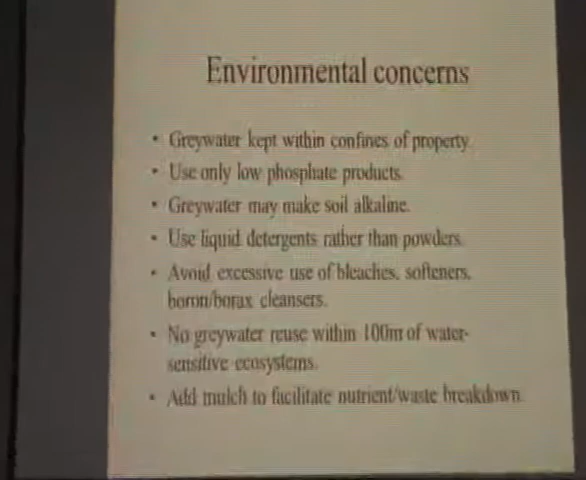 Environmental concerns
• Greywater kept within confines of property.
• Use only low phosphate products.
• Greywater may make soil alkaline.
• Use liquid detergents rather than powders.
• Avoid excessive use of bleaches, softeners,
boron/borax cleansers.
• No greywater reuse within 100m of water-
sensitive ecosystems.
• Add mulch to facilitate nutrient/waste breakdown.